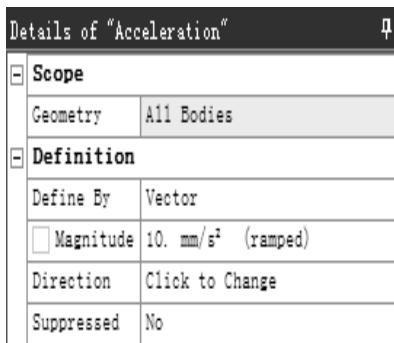 Details of "Acceleration"
Scope
Geometry All Bodies
Definition
Define By Vector
Magnitude 10. mm/s² (ramped)
Direction Click to Change
Suppressed No